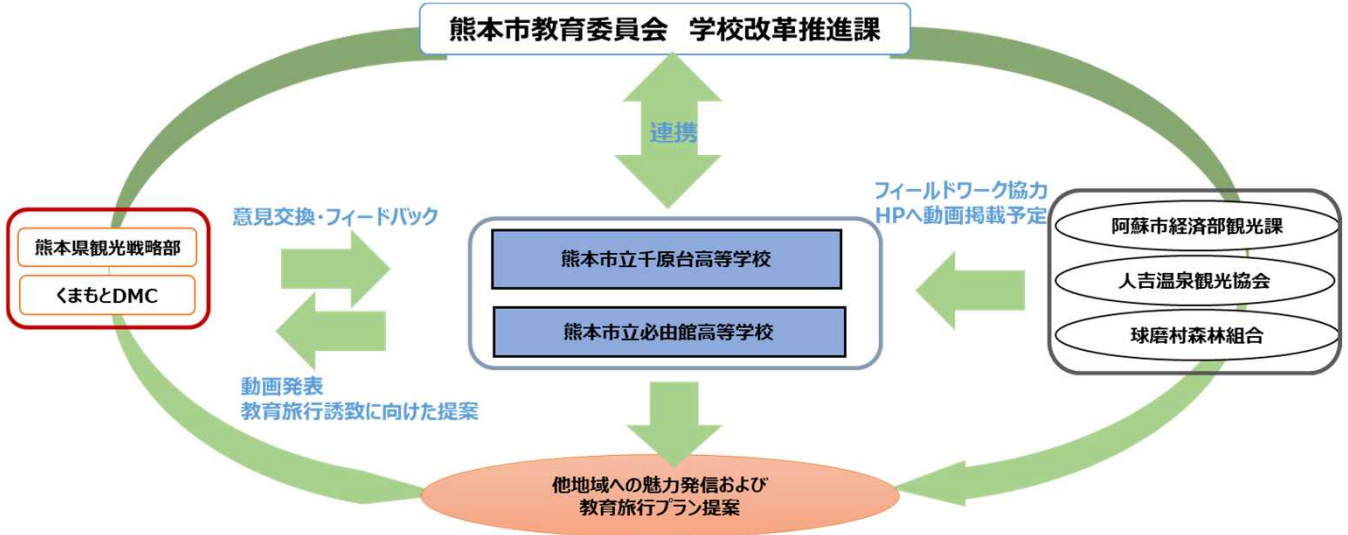 熊本市教育委員会　学校改革推進課
連携
意見交換・フィードバック
熊本県観光戦略部
くまもとDMC
動画発表
教育旅行誘致に向けた提案
熊本市立千原台高等学校
熊本市立必由館高等学校
フィールドワーク協力
HPへ動画掲載予定
阿蘇市経済部観光課
人吉温泉観光協会
球磨村森林組合
他地域への魅力発信および
教育旅行プラン提案